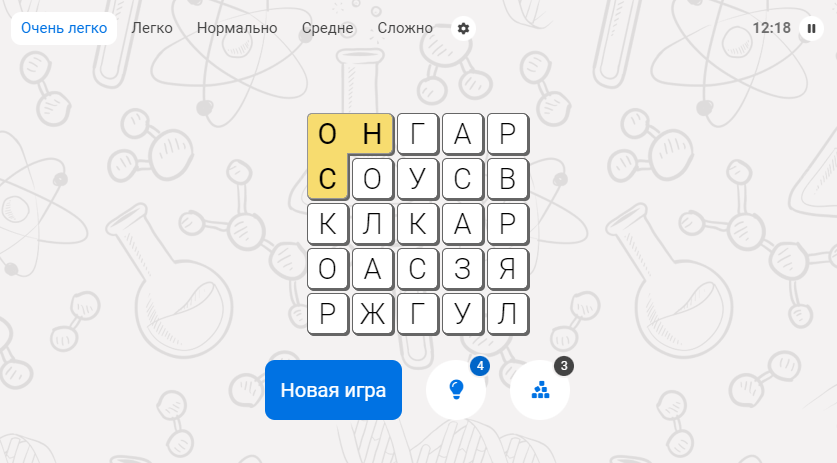 Очень легко Легко Нормально Средне Сложно 12:18
О Н Г А Р
С О У С В
К Л К А Р
О А С З Я
Р Ж Г У Л
4 3
Новая игра